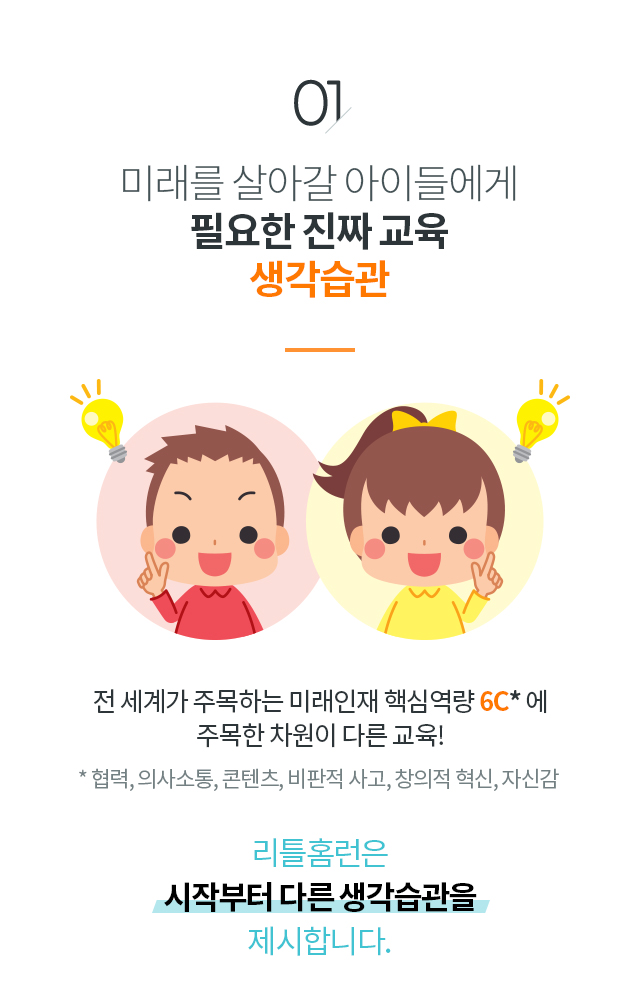 01
미래를 살아갈 아이들에게
필요한 진짜 교육
생각습관
전 세계가 주목하는 미래인재 핵심역량 6C* 에
주목한 차원이 다른 교육!
* 협력, 의사소통, 콘텐츠, 비판적 사고, 창의적 혁신, 자신감
리틀홈런은
시작부터 다른 생각습관을
제시합니다.